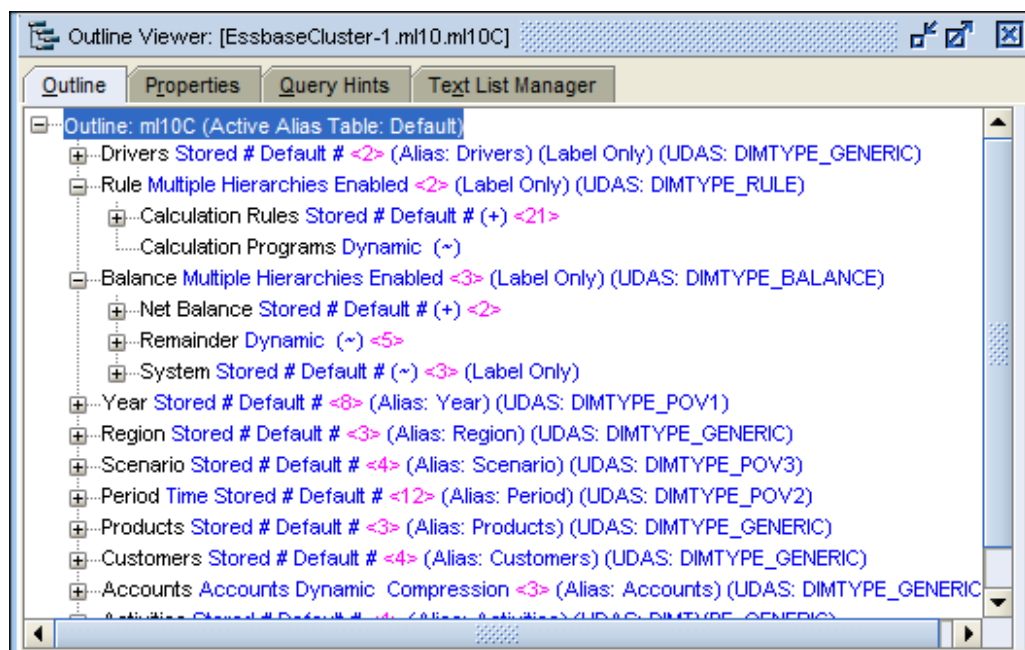 Outline Viewer: [EssbaseCluster-1.ml10.ml10C]
Outline Properties Query Hints Text List Manager
Outline: ml10C (Active Alias Table: Default)
Drivers Stored # Default # <2> (Alias: Drivers) (Label Only) (UDAS: DIMTYPE_GENERIC)
Rule Multiple Hierarchies Enabled <2> (Label Only) (UDAS: DIMTYPE_RULE)
Calculation Rules Stored # Default # (+) <21>
Calculation Programs Dynamic (~)
Balance Multiple Hierarchies Enabled <3> (Label Only) (UDAS: DIMTYPE_BALANCE)
Net Balance Stored # Default # (+) <2>
Remainder Dynamic (~) <5>
System Stored # Default # (~) <3> (Label Only)
Year Stored # Default # <8> (Alias: Year) (UDAS: DIMTYPE_POV1)
Region Stored # Default # <3> (Alias: Region) (UDAS: DIMTYPE_GENERIC)
Scenario Stored # Default # <4> (Alias: Scenario) (UDAS: DIMTYPE_POV3)
Period Time Stored # Default # <12> (Alias: Period) (UDAS: DIMTYPE_POV2)
Products Stored # Default # <3> (Alias: Products) (UDAS: DIMTYPE_GENERIC)
Customers Stored # Default # <4> (Alias: Customers) (UDAS: DIMTYPE_GENERIC)
Accounts Accounts Dynamic Compression <3> (Alias: Accounts) (UDAS: DIMTYPE_GENERIC